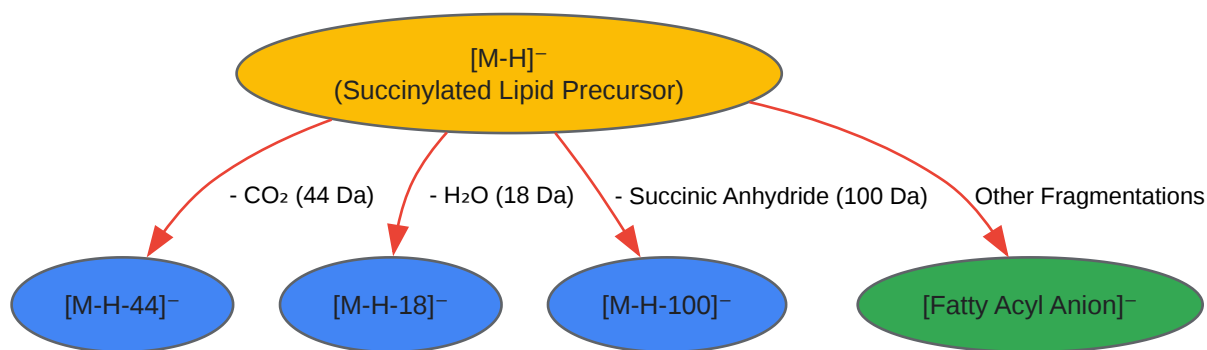 [M-H]⁻
(Succinylated Lipid Precursor)
- CO₂ (44 Da)
- H₂O (18 Da)
- Succinic Anhydride (100 Da)
Other Fragmentations
[M-H-44]⁻
[M-H-18]⁻
[M-H-100]⁻
[Fatty Acyl Anion]⁻